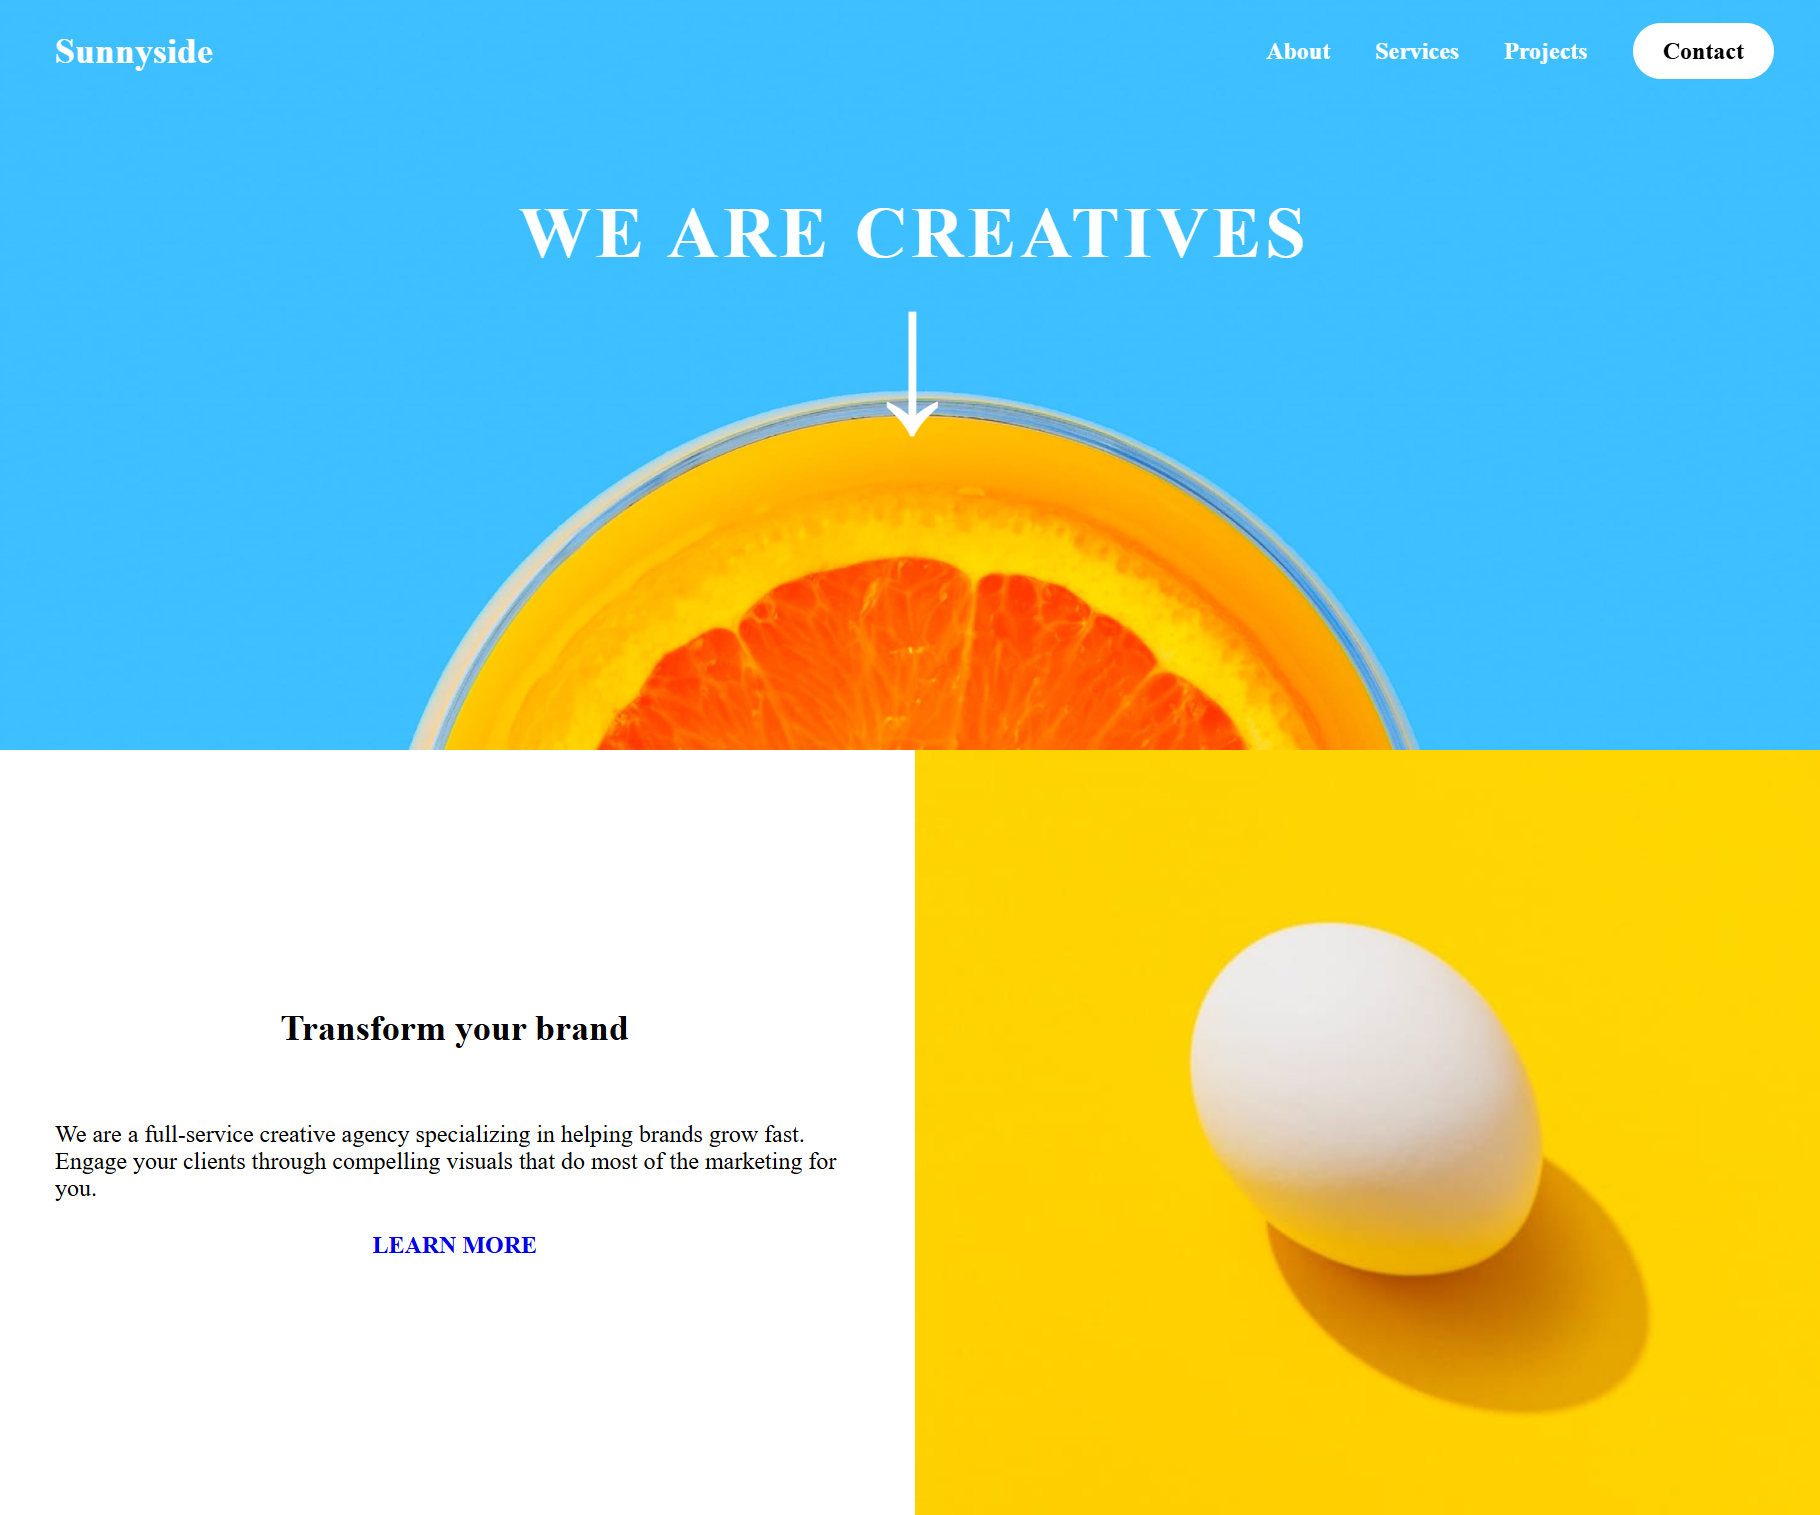 Sunnyside
About Services Projects Contact
WE ARE CREATIVES
Transform your brand
We are a full-service creative agency specializing in helping brands grow fast.
Engage your clients through compelling visuals that do most of the marketing for
you.
LEARN MORE